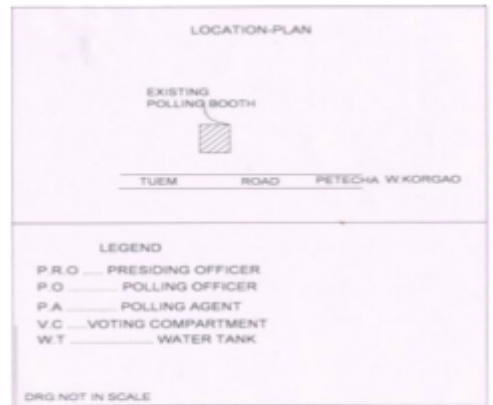 LOCATION-PLAN
EXISTING
POLLING BOOTH
TUEM ROAD PETECHA W.KORGAO
LEGEND
P.R.O ..... PRESIDING OFFICER
P.O ............. POLLING OFFICER
P.A ............. POLLING AGENT
V.C .....VOTING COMPARTMENT
W.T ...................... WATER TANK
DRG.NOT IN SCALE